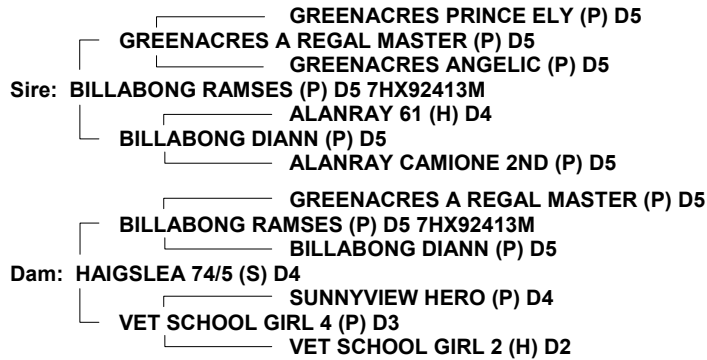 GREENACRES PRINCE ELY (P) D5
GREENACRES A REGAL MASTER (P) D5
GREENACRES ANGELIC (P) D5
Sire: BILLABONG RAMSES (P) D5 7HX92413M
ALANRAY 61 (H) D4
BILLABONG DIANN (P) D5
ALANRAY CAMIONE 2ND (P) D5
GREENACRES A REGAL MASTER (P) D5
BILLABONG RAMSES (P) D5 7HX92413M
BILLABONG DIANN (P) D5
Dam: HAIGSLEA 74/5 (S) D4
SUNNYVIEW HERO (P) D4
VET SCHOOL GIRL 4 (P) D3
VET SCHOOL GIRL 2 (H) D2